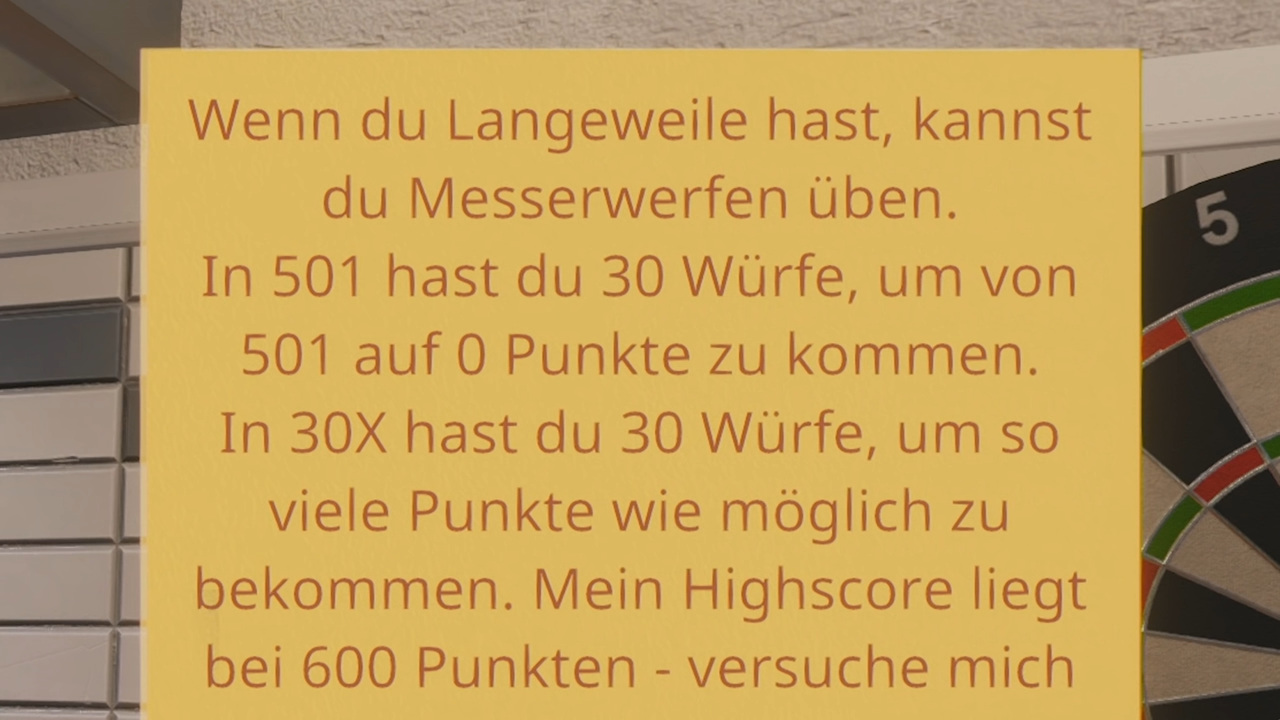 Wenn du Langeweile hast, kannst
du Messerwerfen üben.
In 501 hast du 30 Würfe, um von
501 auf 0 Punkte zu kommen.
In 30X hast du 30 Würfe, um so
viele Punkte wie möglich zu
bekommen. Mein Highscore liegt
bei 600 Punkten - versuche mich
5